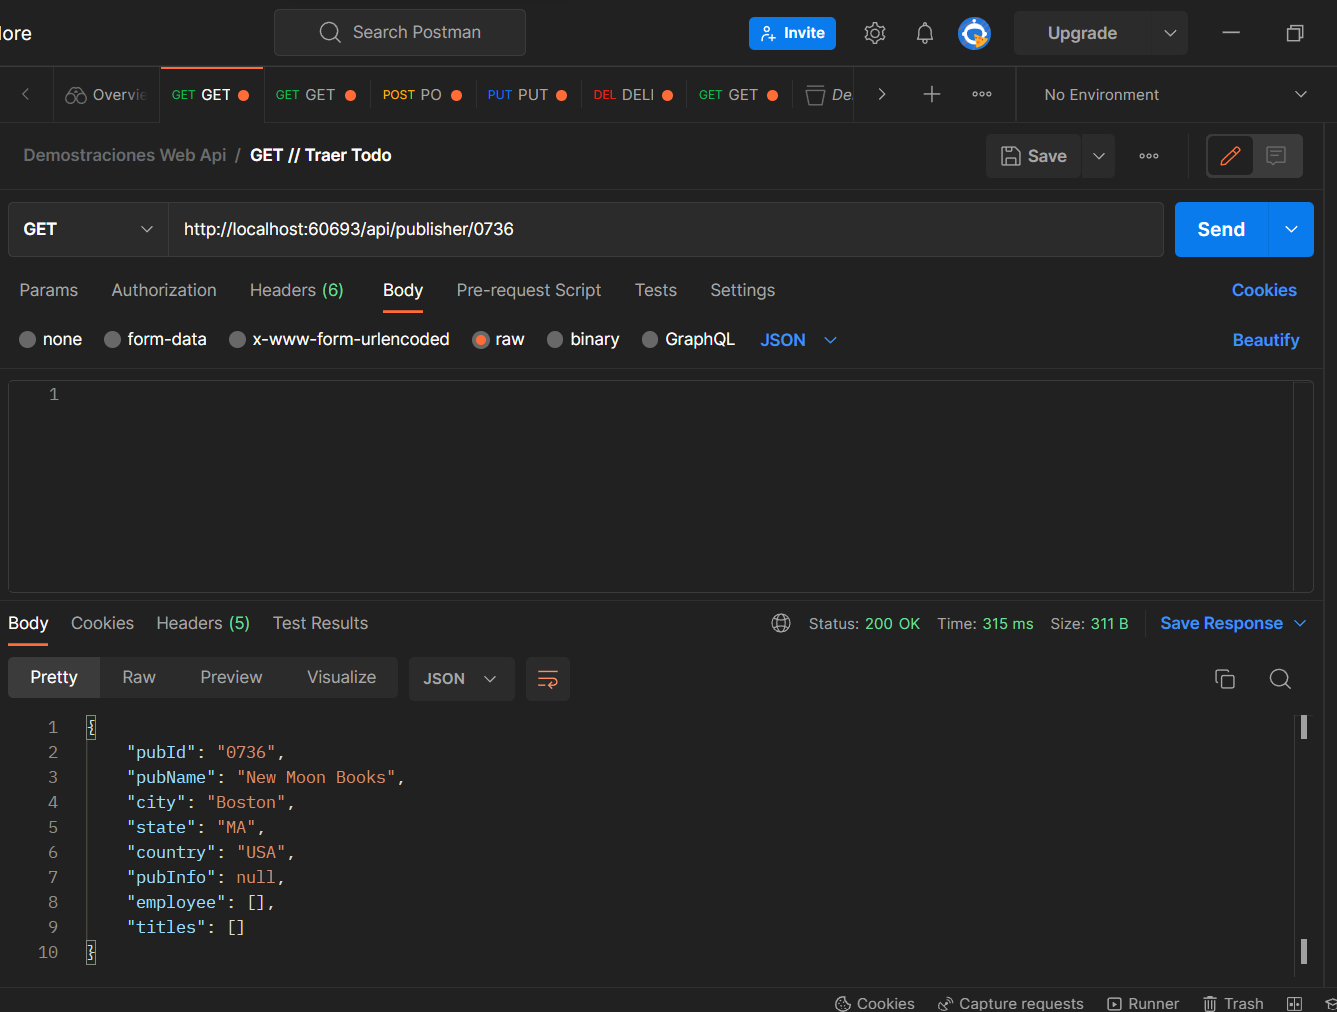 lore
Search Postman
Invite
Upgrade
Overvie
GET GET
GET GET
POST PO
PUT PUT
DEL DELI
GET GET
De
No Environment
Demostraciones Web Api / GET // Traer Todo
Save
GET
http://localhost:60693/api/publisher/0736
Send
Params Authorization Headers (6) Body Pre-request Script Tests Settings Cookies
none form-data x-www-form-urlencoded raw binary GraphQL JSON Beautify
1
Body Cookies Headers (5) Test Results Status: 200 OK Time: 315 ms Size: 311 B Save Response
Pretty Raw Preview Visualize JSON
1 {
2 "pubId": "0736",
3 "pubName": "New Moon Books",
4 "city": "Boston",
5 "state": "MA",
6 "country": "USA",
7 "pubInfo": null,
8 "employee": [],
9 "titles": []
10 }
Cookies Capture requests Runner Trash